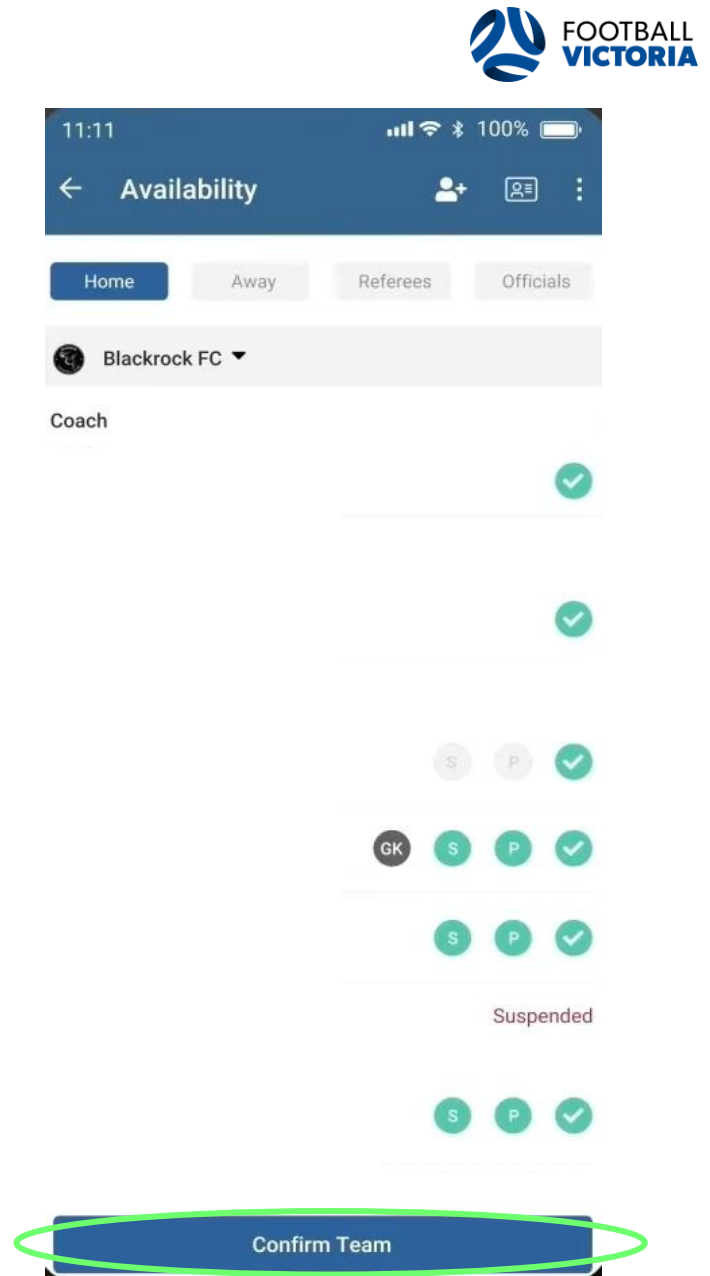 FOOTBALL
VICTORIA
11:11 100%
Availability
Home Away Referees Officials
Blackrock FC
Coach
S P
GK S P
S P
Suspended
S P
Confirm Team